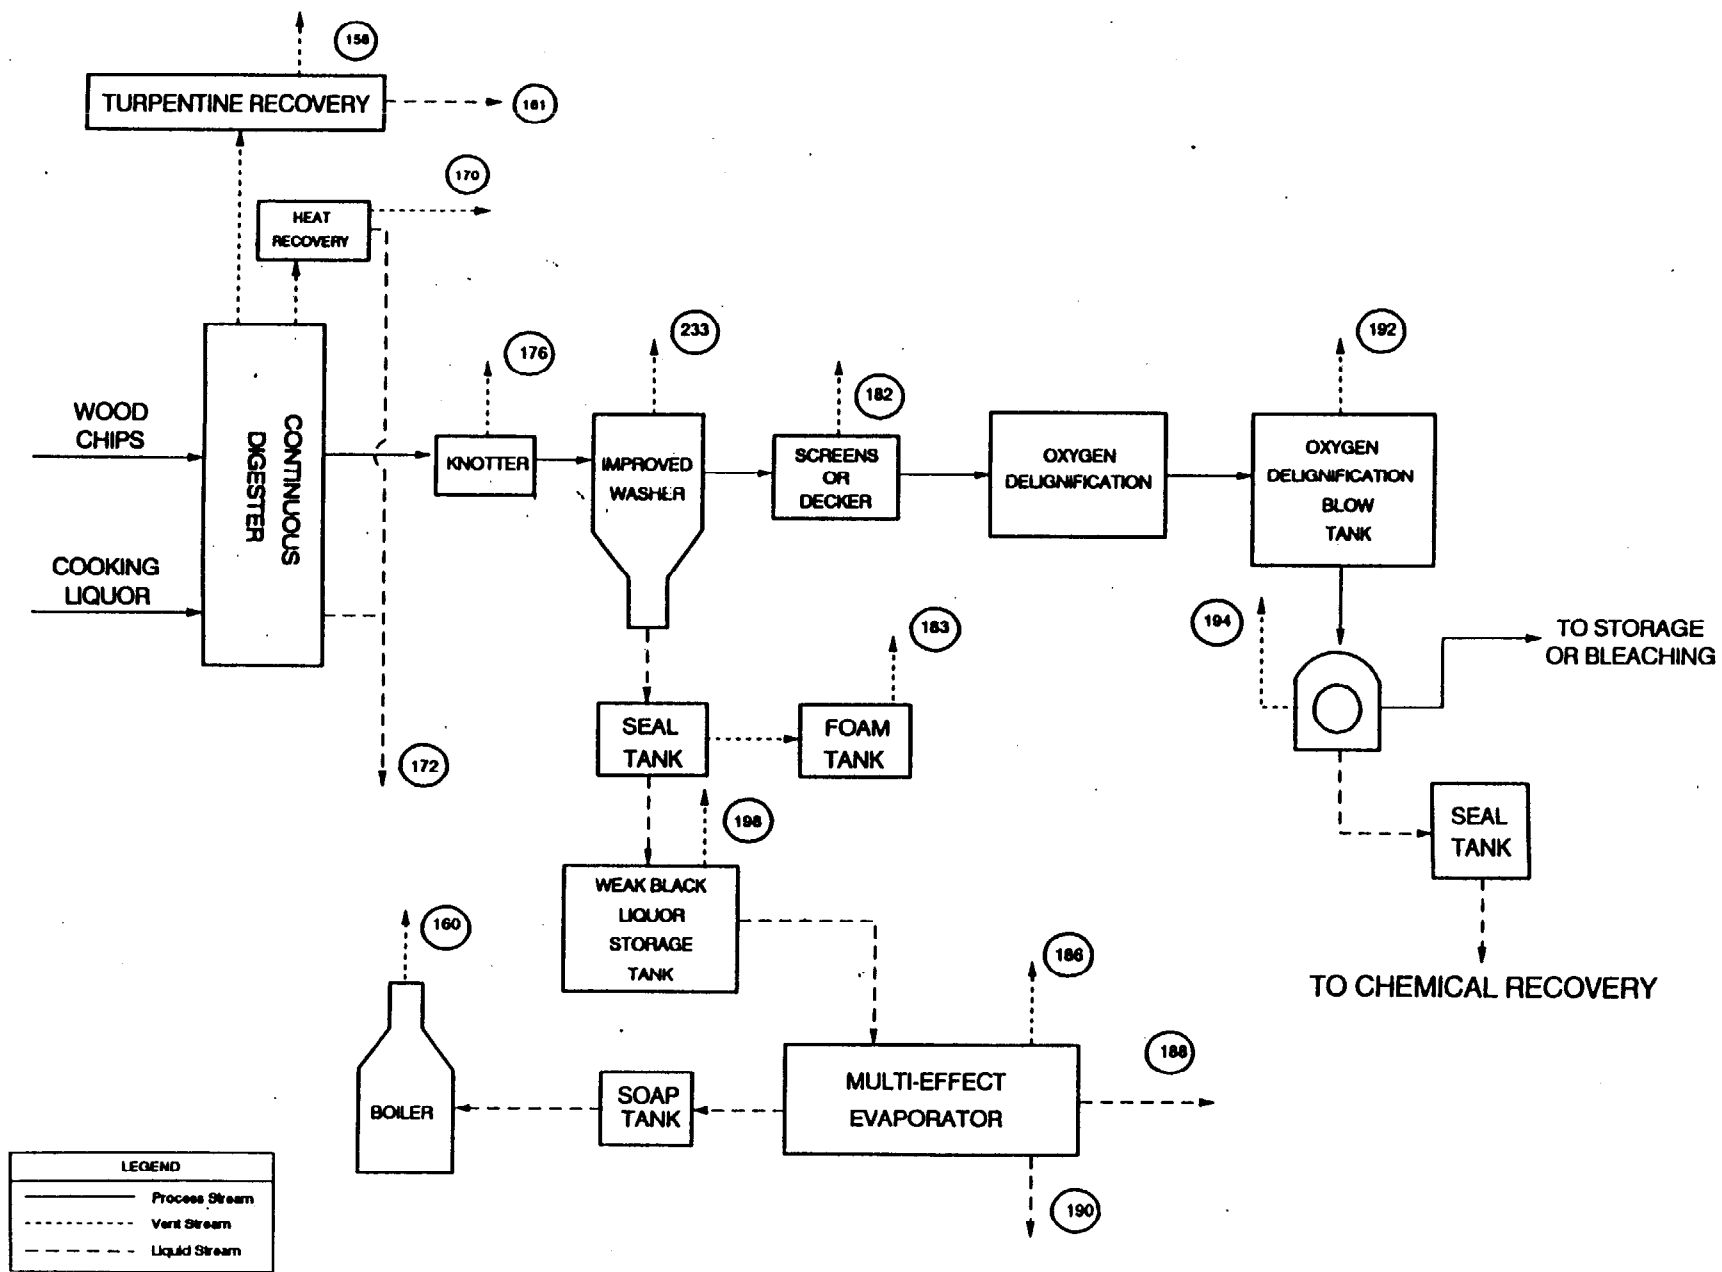 158
TURPENTINE RECOVERY
161
170
HEAT
RECOVERY
233
192
176
182
WOOD
CHIPS
CONTINUOUS
DIGESTER
KNOTTER
IMPROVED
WASHER
SCREENS
OR
DECKER
OXYGEN
DELIGNIFICATION
OXYGEN
DELIGNIFICATION
BLOW
TANK
COOKING
LIQUOR
183
194
TO STORAGE
OR BLEACHING
SEAL
TANK
FOAM
TANK
172
198
SEAL
TANK
WEAK BLACK
LIQUOR
STORAGE
TANK
160
186
TO CHEMICAL RECOVERY
188
MULTI-EFFECT
EVAPORATOR
SOAP
TANK
BOILER
190
LEGEND
Process Stream
Vent Stream
Liquid Stream